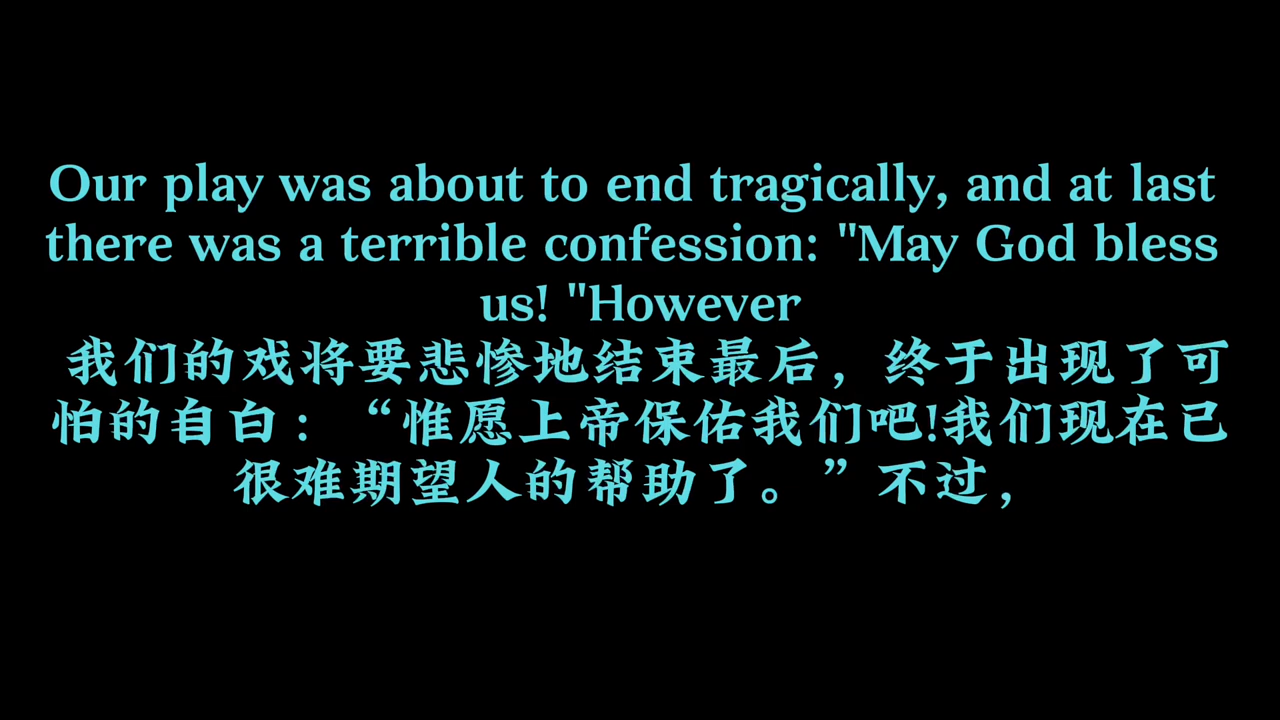 Our play was about to end tragically, and at last
there was a terrible confession: "May God bless
us! "However
我们的戏将要悲惨地结束最后，终于出现了可
怕的自白：“惟愿上帝保佑我们吧!我们现在已
很难期望人的帮助了。”不过，